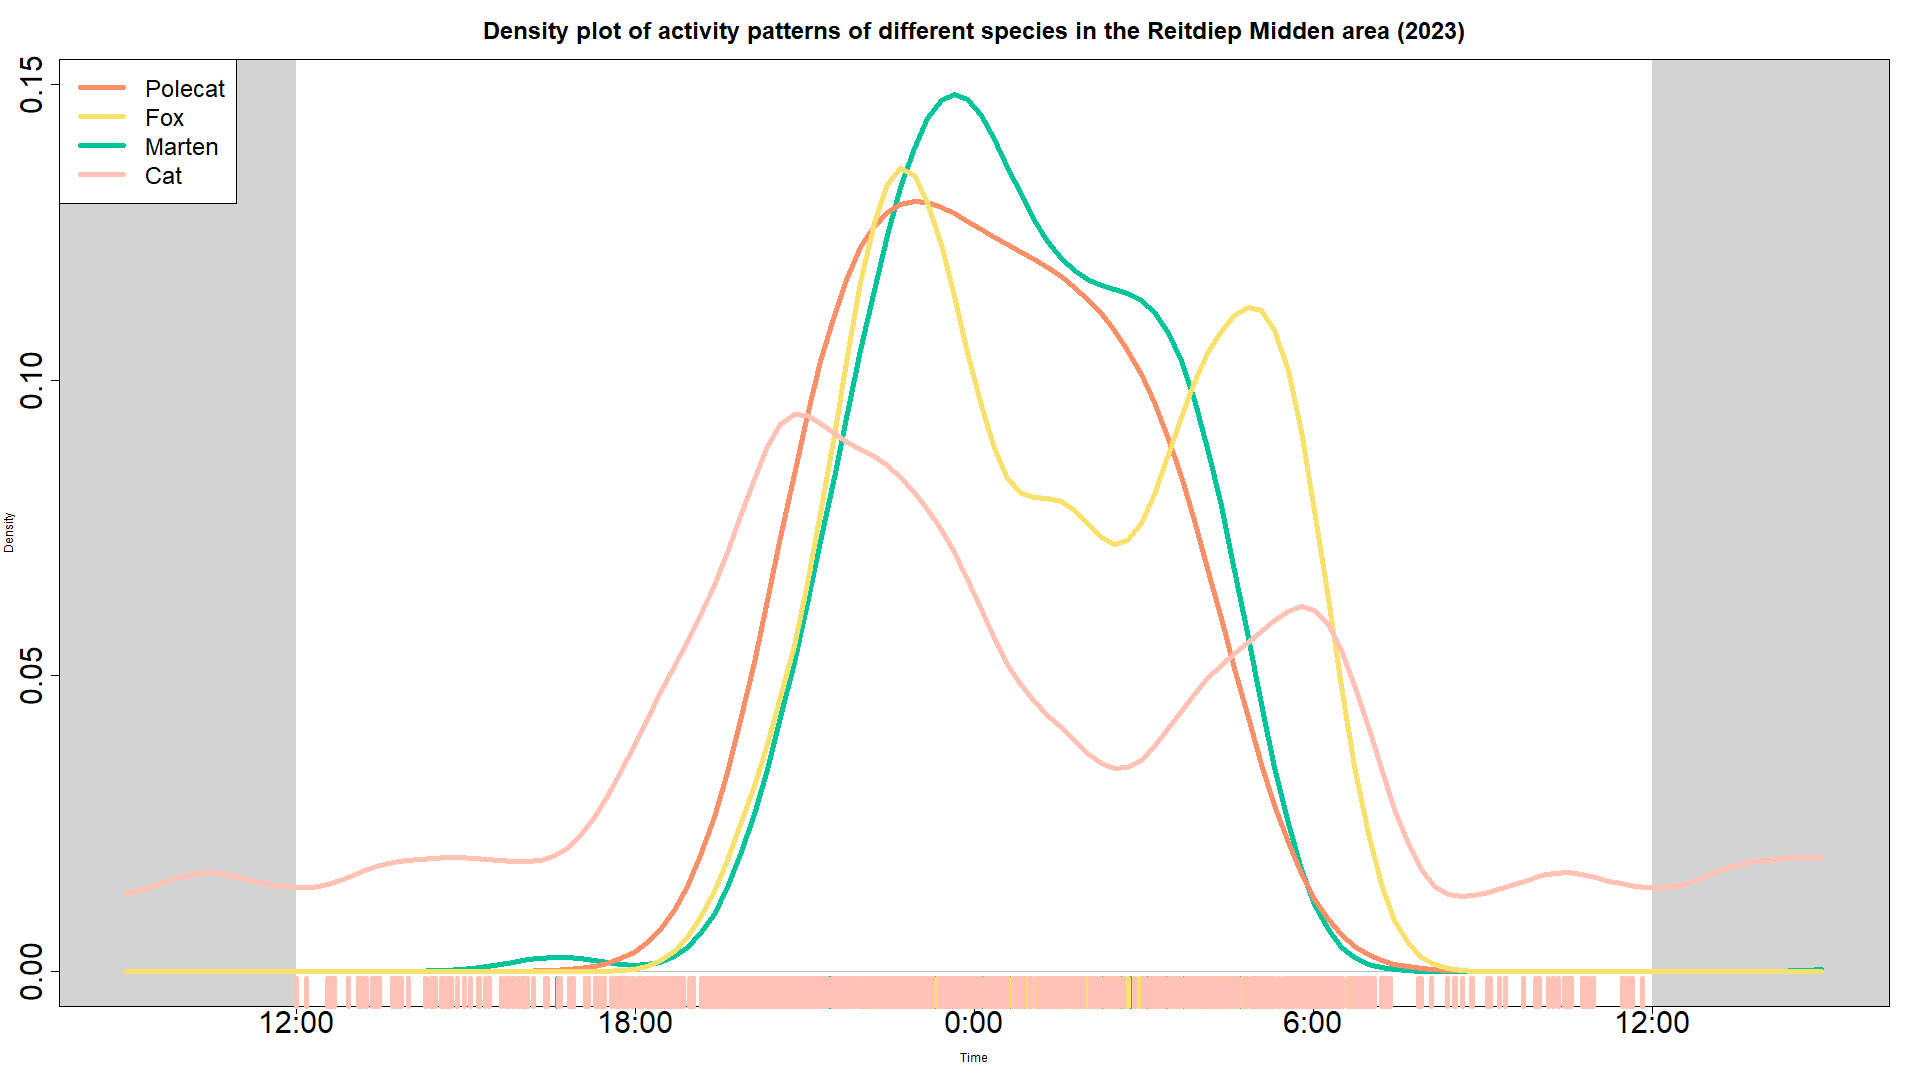 Density plot of activity patterns of different species in the Reitdiep Midden area (2023)
Polecat
Fox
Marten
Cat
0.15
0.10
0.05
0.00
Density
12:00 18:00 0:00 6:00 12:00
Time